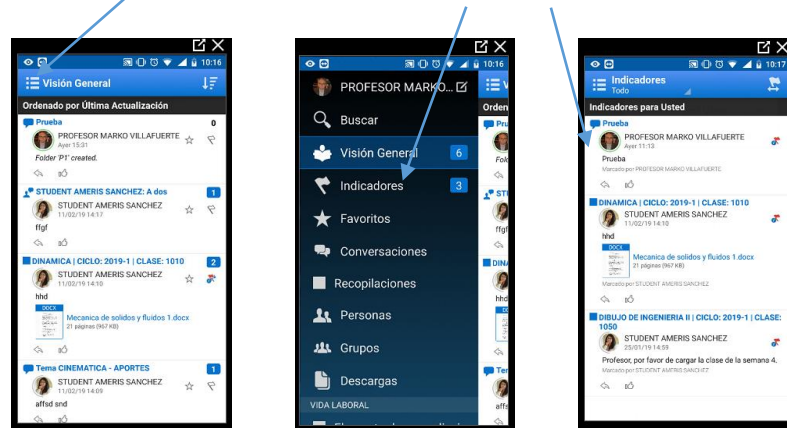 10:16
Visión General
Ordenado por Última Actualización
Prueba 0
PROFESOR MARKO VILLAFUERTE
Ayer 15:31
Folder 'P1' created.
STUDENT AMERIS SANCHEZ: A dos 1
STUDENT AMERIS SANCHEZ
11/02/19 14:17
ffgf
DINAMICA | CICLO: 2019-1 | CLASE: 1010 2
STUDENT AMERIS SANCHEZ
11/02/19 14:10
hhd
DOCX
Mecanica de solidos y fluidos 1.docx
21 páginas (967 KB)
Tema CINEMATICA - APORTES 1
STUDENT AMERIS SANCHEZ
11/02/19 14:09
affsd snd
10:16
PROFESOR MARKO...
Buscar
Visión General 6
Indicadores 3
Favoritos
Conversaciones
Recopilaciones
Personas
Grupos
Descargas
VIDA LABORAL
V
Orden
Pru
Fold
ST
ffgf
DINA
hhd
Ter
affs
10:17
Indicadores
Todo
Indicadores para Usted
Prueba
PROFESOR MARKO VILLAFUERTE
Ayer 11:13
Prueba
Marcado por PROFESOR MARKO VILLAFUERTE
DINAMICA | CICLO: 2019-1 | CLASE: 1010
STUDENT AMERIS SANCHEZ
11/02/19 14:10
hhd
DOCX
Mecanica de solidos y fluidos 1.docx
21 páginas (967 KB)
Marcado por STUDENT AMERIS SANCHEZ
DIBUJO DE INGENIERIA II | CICLO: 2019-1 | CLASE:
1050
STUDENT AMERIS SANCHEZ
25/01/19 14:59
Profesor, por favor de cargar la clase de la semana 4.
Marcado por STUDENT AMERIS SANCHEZ